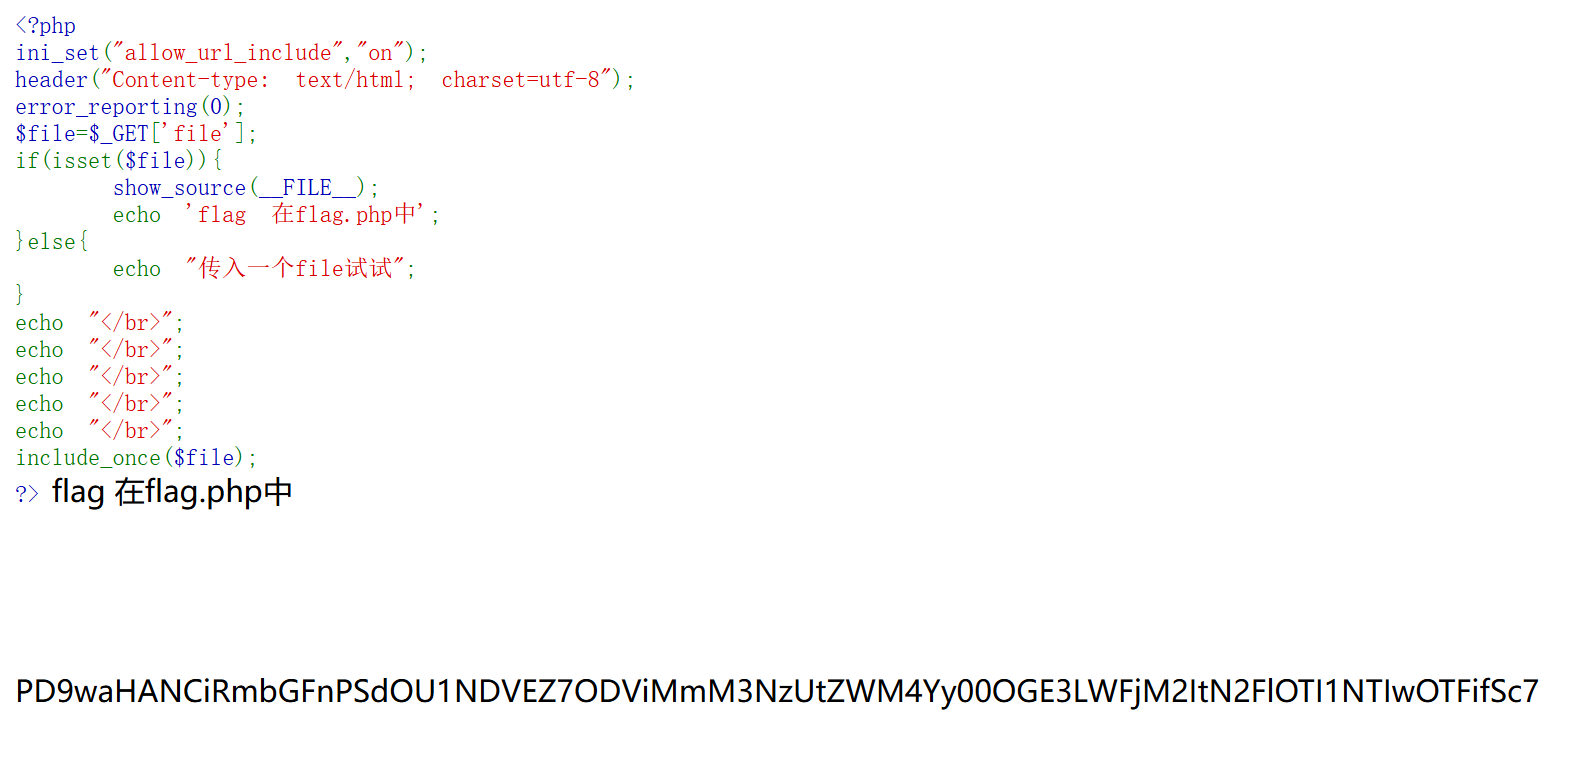 <?php
ini_set("allow_url_include","on");
header("Content-type: text/html; charset=utf-8");
error_reporting(0);
$file=$_GET['file'];
if(isset($file)){
show_source(__FILE__);
echo 'flag 在flag.php中';
}else{
echo "传入一个file试试";
}
echo "</br>";
echo "</br>";
echo "</br>";
echo "</br>";
echo "</br>";
include_once($file);
?> flag 在flag.php中
PD9waHANCiRmbGFnPSdOU1NDVEZ7ODViMmM3NzUtZWM4Yy00OGE3LWFjM2ItN2FlOTI1NTIwOTFifSc7